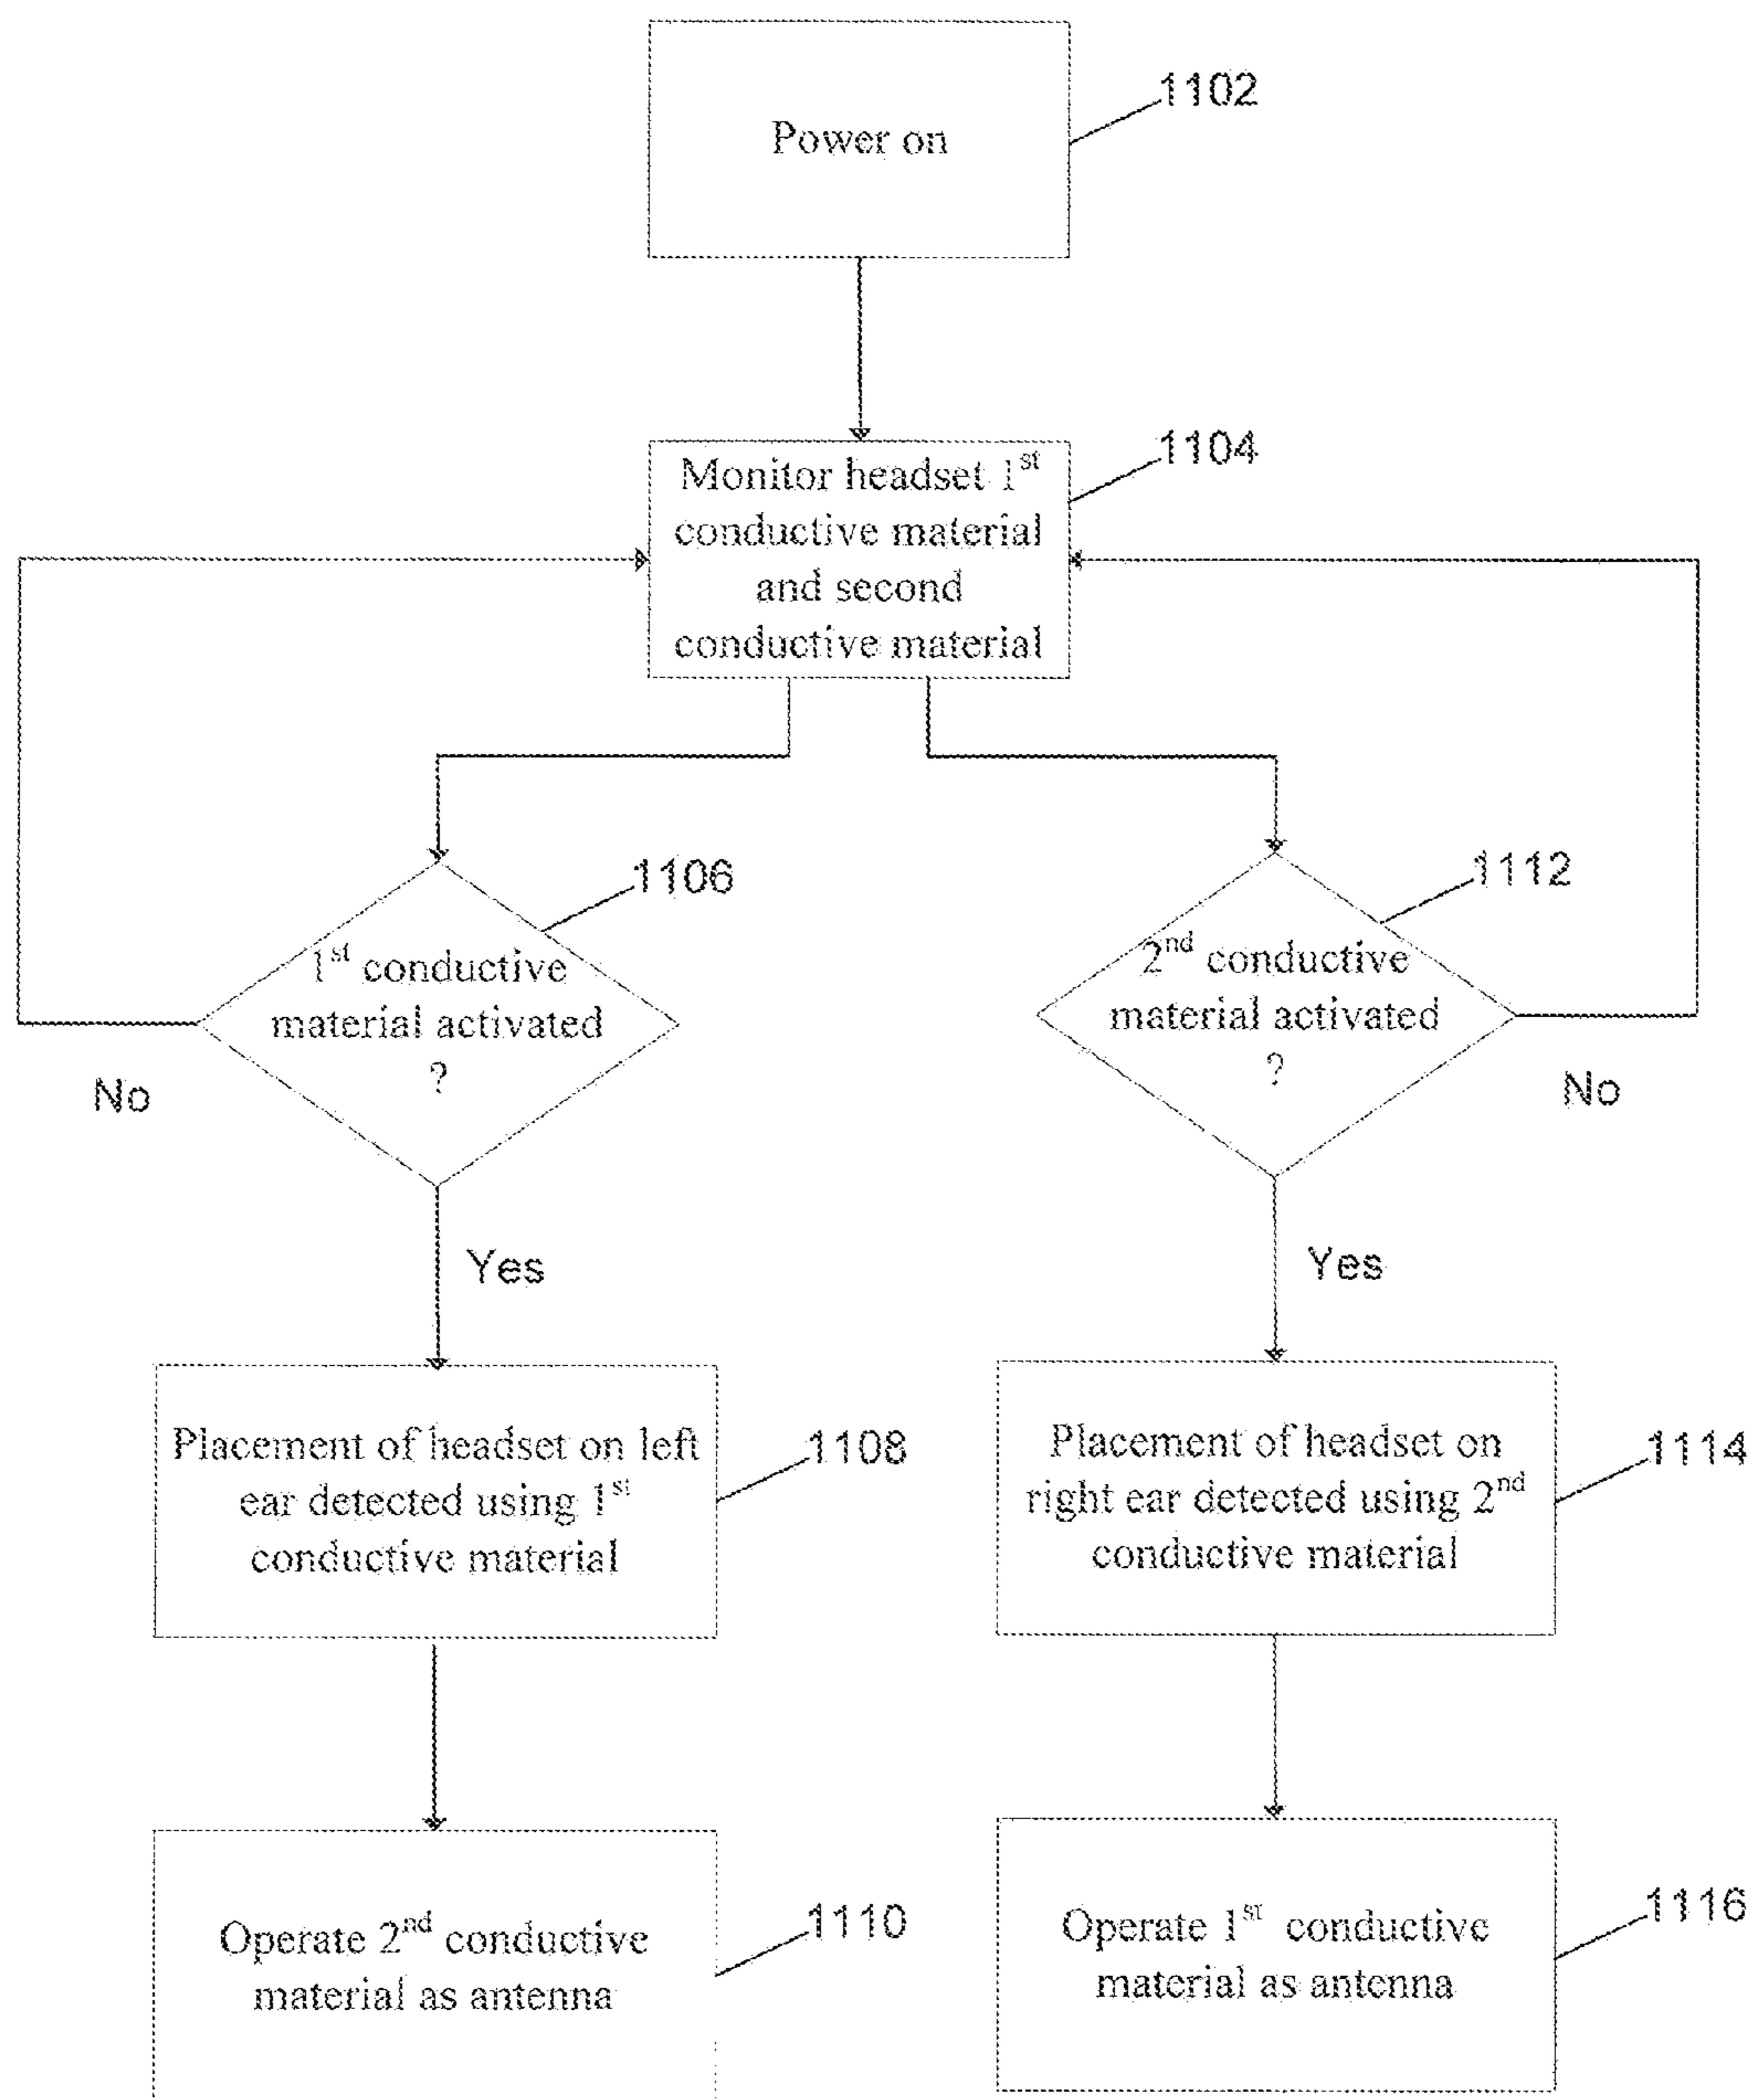 Power on
1102
Monitor headset 1st
conductive material
and second
conductive material
1104
1st conductive
material activated
?
1106
No
Yes
2nd conductive
material activated
?
1112
No
Yes
Placement of headset on left
ear detected using 1st
conductive material
1108
Placement of headset on
right ear detected using 2nd
conductive material
1114
Operate 2nd conductive
material as antenna
1110
Operate 1st conductive
material as antenna
1116